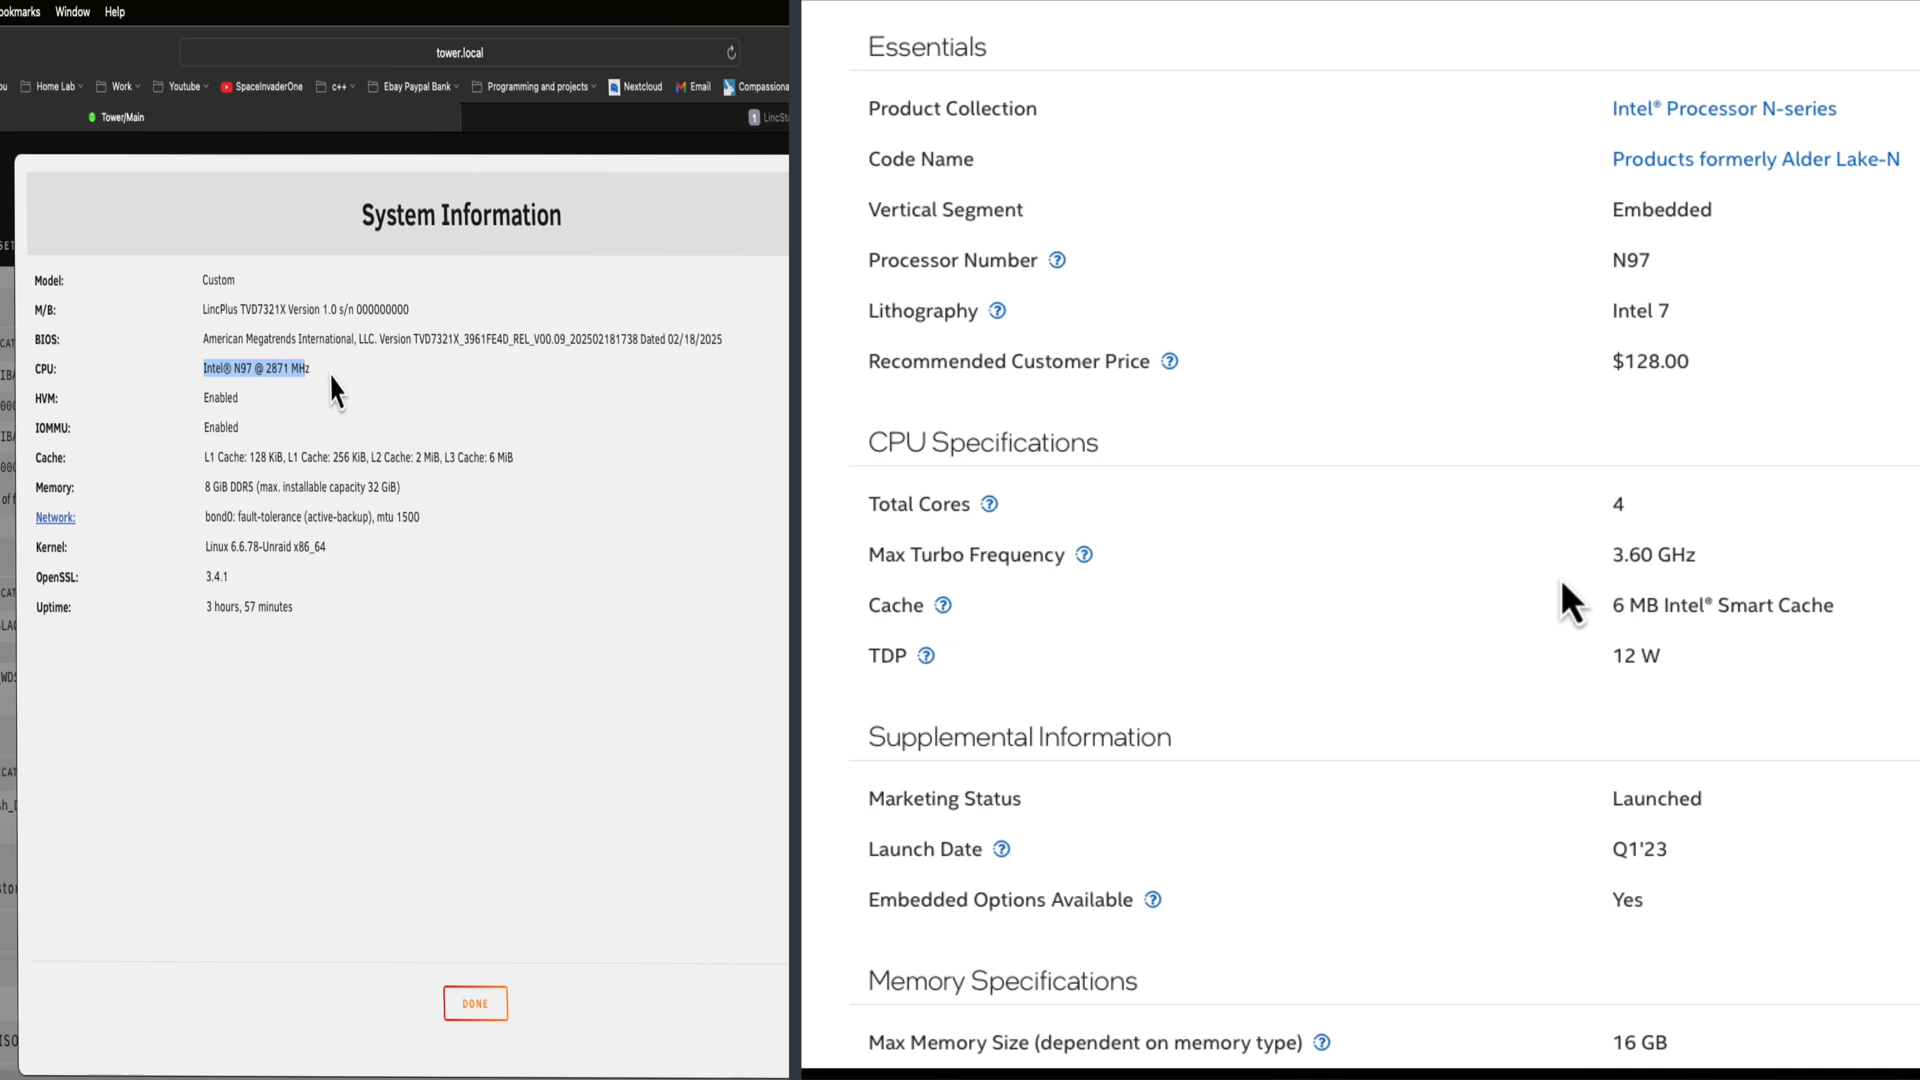 ookmarks Window Help
tower.local
ou Home Lab Work Youtube SpaceInvaderOne c++ Ebay Paypal Bank Programming and projects Nextcloud Email Compassiona
Tower/Main
1 LincSta
System Information
Model: Custom
M/B: LincPlus TVD7321X Version 1.0 s/n 000000000
BIOS: American Megatrends International, LLC. Version TVD7321X_3961FE4D_REL_V00.09_202502181738 Dated 02/18/2025
CPU: Intel® N97 @ 2871 MHz
HVM: Enabled
IOMMU: Enabled
Cache: L1 Cache: 128 KiB, L1 Cache: 256 KiB, L2 Cache: 2 MiB, L3 Cache: 6 MiB
Memory: 8 GiB DDR5 (max. installable capacity 32 GiB)
Network: bond0: fault-tolerance (active-backup), mtu 1500
Kernel: Linux 6.6.78-Unraid x86_64
OpenSSL: 3.4.1
Uptime: 3 hours, 57 minutes
DONE
Essentials
Product Collection Intel® Processor N-series
Code Name Products formerly Alder Lake-N
Vertical Segment Embedded
Processor Number ? N97
Lithography ? Intel 7
Recommended Customer Price ? $128.00
CPU Specifications
Total Cores ? 4
Max Turbo Frequency ? 3.60 GHz
Cache ? 6 MB Intel® Smart Cache
TDP ? 12 W
Supplemental Information
Marketing Status Launched
Launch Date ? Q1'23
Embedded Options Available ? Yes
Memory Specifications
Max Memory Size (dependent on memory type) ? 16 GB